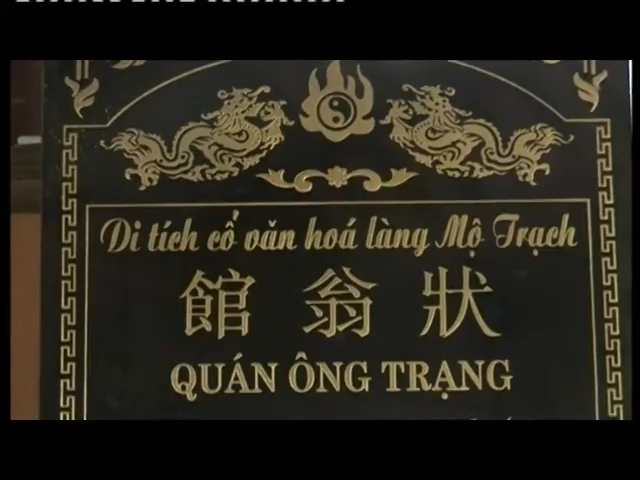 Di tích cổ văn hoá làng Mộ Trạch
館 翁 狀
QUÁN ÔNG TRẠNG